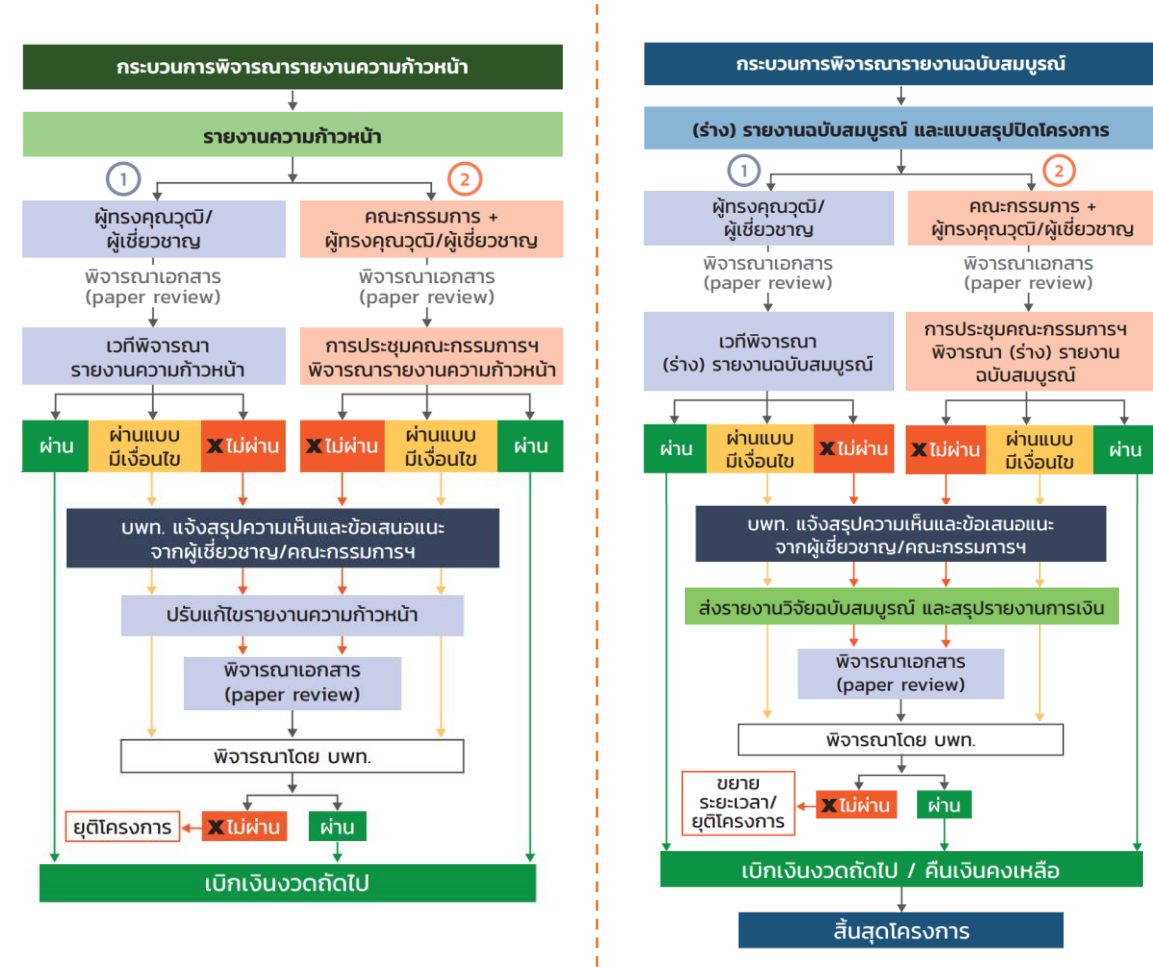 กระบวนการพิจารณารายงานความก้าวหน้า
รายงานความก้าวหน้า
1
2
ผู้ทรงคุณวุฒิ/
ผู้เชี่ยวชาญ
คณะกรรมการ +
ผู้ทรงคุณวุฒิ/ผู้เชี่ยวชาญ
พิจารณาเอกสาร
(paper review)
พิจารณาเอกสาร
(paper review)
เวทีพิจารณา
รายงานความก้าวหน้า
การประชุมคณะกรรมการฯ
พิจารณารายงานความก้าวหน้า
ผ่าน
ผ่านแบบ
มีเงื่อนไข
✖ไม่ผ่าน
✖ไม่ผ่าน
ผ่านแบบ
มีเงื่อนไข
ผ่าน
บพท. แจ้งสรุปความเห็นและข้อเสนอแนะ
จากผู้เชี่ยวชาญ/คณะกรรมการฯ
ปรับแก้ไขรายงานความก้าวหน้า
พิจารณาเอกสาร
(paper review)
พิจารณาโดย บพท.
ยุติโครงการ
✖ไม่ผ่าน
ผ่าน
เบิกเงินงวดถัดไป
กระบวนการพิจารณารายงานฉบับสมบูรณ์
(ร่าง) รายงานฉบับสมบูรณ์ และแบบสรุปปิดโครงการ
1
2
ผู้ทรงคุณวุฒิ/
ผู้เชี่ยวชาญ
คณะกรรมการ +
ผู้ทรงคุณวุฒิ/ผู้เชี่ยวชาญ
พิจารณาเอกสาร
(paper review)
พิจารณาเอกสาร
(paper review)
เวทีพิจารณา
(ร่าง) รายงานฉบับสมบูรณ์
การประชุมคณะกรรมการฯ
พิจารณา (ร่าง) รายงาน
ฉบับสมบูรณ์
ผ่าน
ผ่านแบบ
มีเงื่อนไข
✖ไม่ผ่าน
✖ไม่ผ่าน
ผ่านแบบ
มีเงื่อนไข
ผ่าน
บพท. แจ้งสรุปความเห็นและข้อเสนอแนะ
จากผู้เชี่ยวชาญ/คณะกรรมการฯ
ส่งรายงานวิจัยฉบับสมบูรณ์ และสรุปรายงานการเงิน
พิจารณาเอกสาร
(paper review)
พิจารณาโดย บพท.
ขยาย
ระยะเวลา/
ยุติโครงการ
✖ไม่ผ่าน
ผ่าน
เบิกเงินงวดถัดไป / คืนเงินคงเหลือ
สิ้นสุดโครงการ